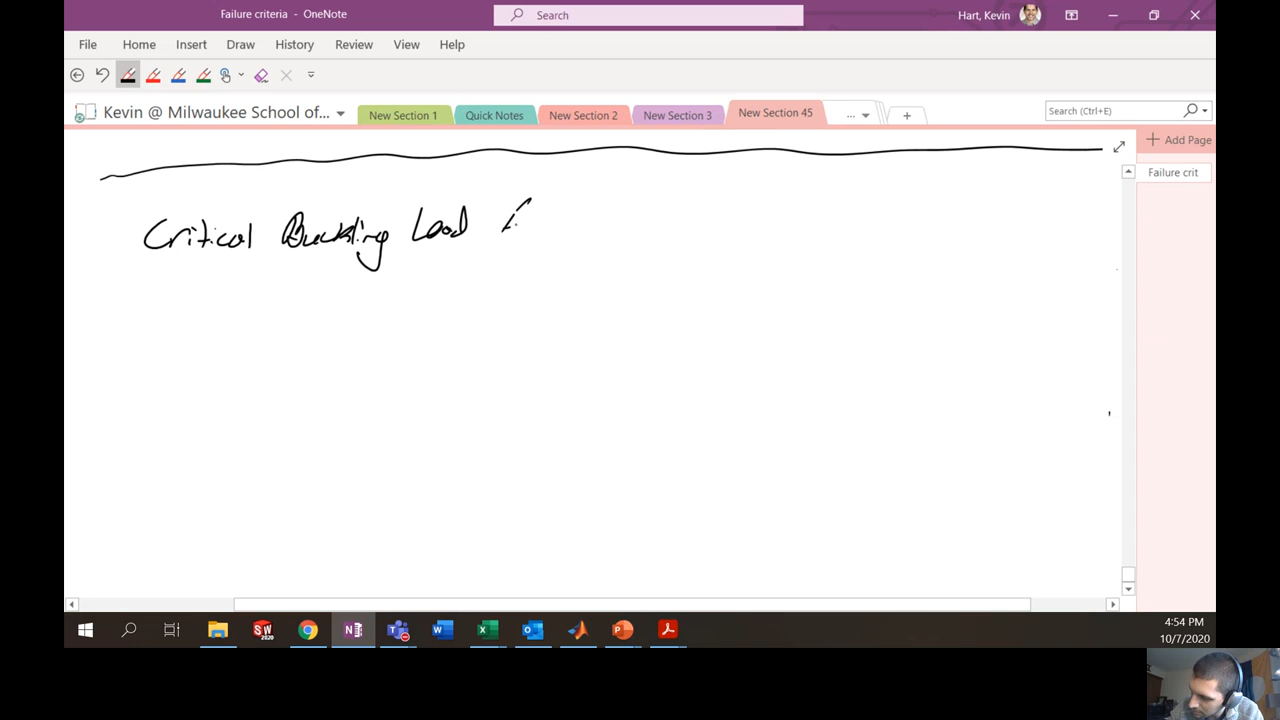 Failure criteria - OneNote
Search
Hart, Kevin
File Home Insert Draw History Review View Help
Kevin @ Milwaukee School of...
New Section 1
Quick Notes
New Section 2
New Section 3
New Section 45
...
Search (Ctrl+E)
Add Page
Failure crit
Critical Buckling Load
SW
2020
4:54 PM
10/7/2020